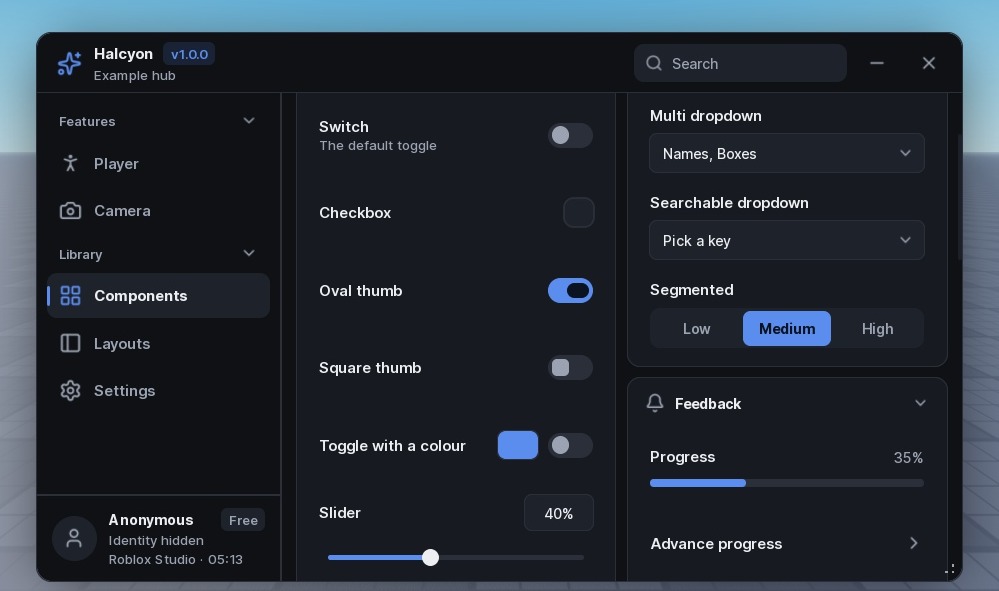 Halcyon v1.0.0
Example hub
Search
Features
Player
Camera
Library
Components
Layouts
Settings
Anonymous Free
Identity hidden
Roblox Studio · 05:13
Switch
The default toggle
Checkbox
Oval thumb
Square thumb
Toggle with a colour
Slider 40%
Multi dropdown
Names, Boxes
Searchable dropdown
Pick a key
Segmented
Low Medium High
Feedback
Progress 35%
Advance progress